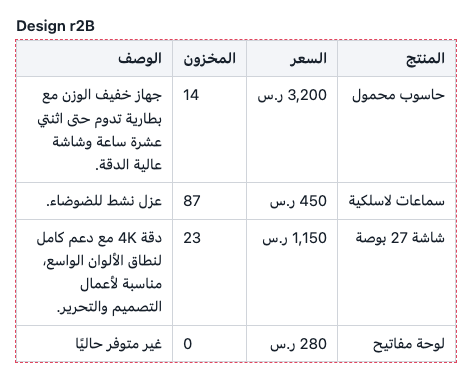 Design r2B
المنتج السعر المخزون الوصف
حاسوب محمول 3,200 ر.س 14 جهاز خفيف الوزن مع
بطارية تدوم حتى اثنتي
عشرة ساعة وشاشة
عالية الدقة.
سماعات لاسلكية 450 ر.س 87 عزل نشط للضوضاء.
شاشة 27 بوصة 1,150 ر.س 23 دقة 4K مع دعم كامل
لنطاق الألوان الواسع،
مناسبة لأعمال
التصميم والتحرير.
لوحة مفاتيح 280 ر.س 0 غير متوفر حاليًا